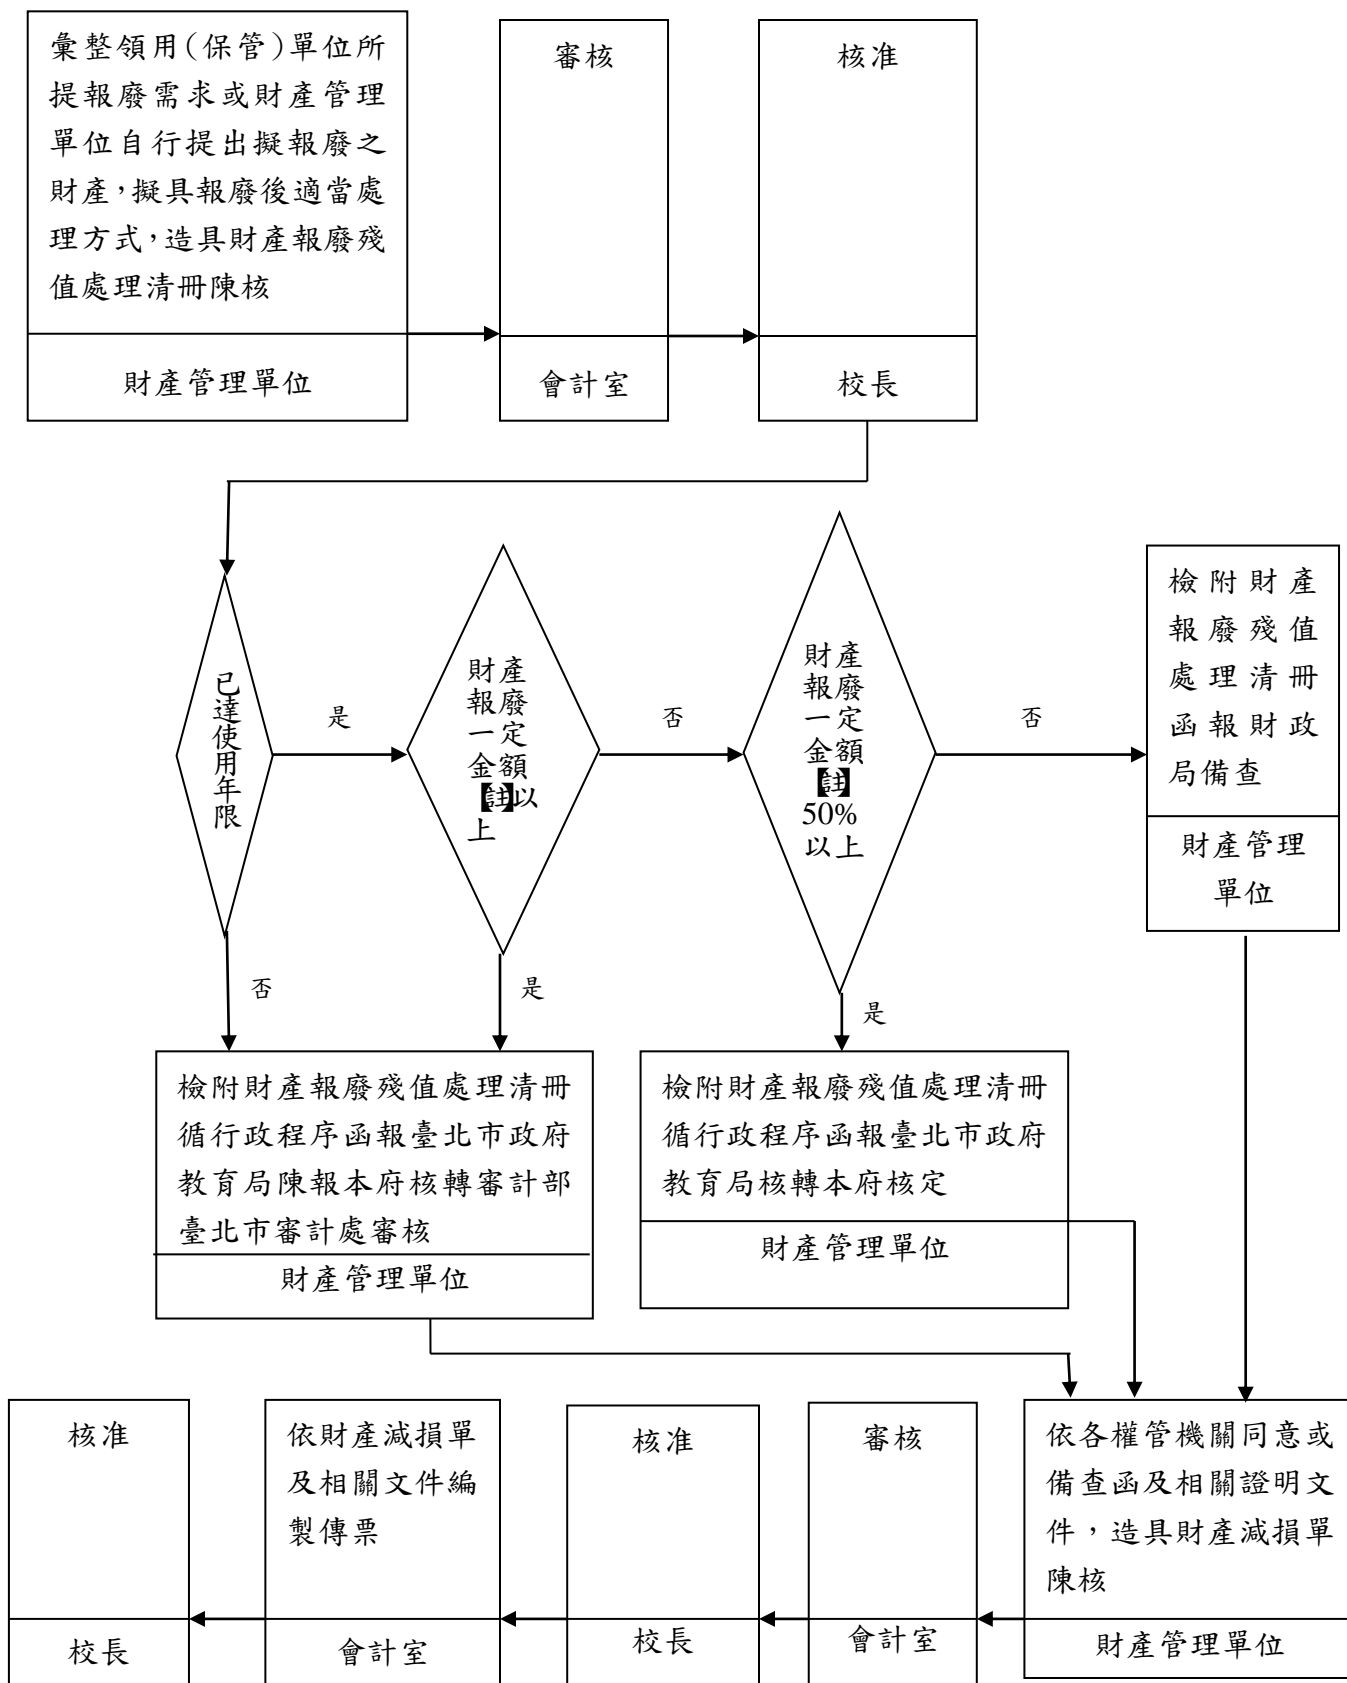 彙整領用(保管)單位所
提報廢需求或財產管理
單位自行提出擬報廢之
財產，擬具報廢後適當處
理方式，造具財產報廢殘
值處理清冊陳核
財產管理單位
審核
會計室
核准
校長
已達使用年限
是
否
財產
報廢
一定
金額
【註】以
上
否
是
財產
報廢
一定
金額
【註】
50%
以上
否
是
檢附財產
報廢殘值
處理清冊
函報財政
局備查
財產管理
單位
檢附財產報廢殘值處理清冊
循行政程序函報臺北市政府
教育局陳報本府核轉審計部
臺北市審計處審核
財產管理單位
檢附財產報廢殘值處理清冊
循行政程序函報臺北市政府
教育局核轉本府核定
財產管理單位
依各權管機關同意或
備查函及相關證明文
件，造具財產減損單
陳核
財產管理單位
審核
會計室
核准
校長
依財產減損單
及相關文件編
製傳票
會計室
核准
校長